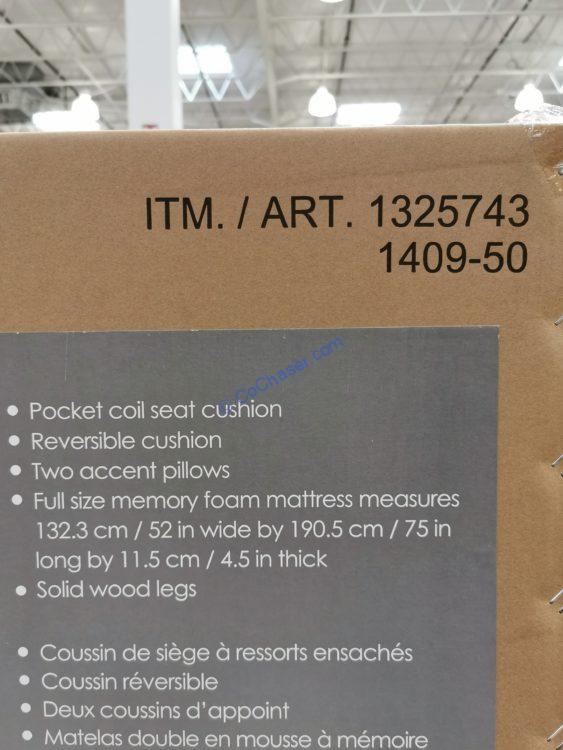 ITM. / ART. 1325743
1409-50
©CoChaser.com
• Pocket coil seat cushion
• Reversible cushion
• Two accent pillows
• Full size memory foam mattress measures
132.3 cm / 52 in wide by 190.5 cm / 75 in
long by 11.5 cm / 4.5 in thick
• Solid wood legs
• Coussin de siège à ressorts ensachés
• Coussin réversible
• Deux coussins d'appoint
• Matelas double en mousse à mémoire